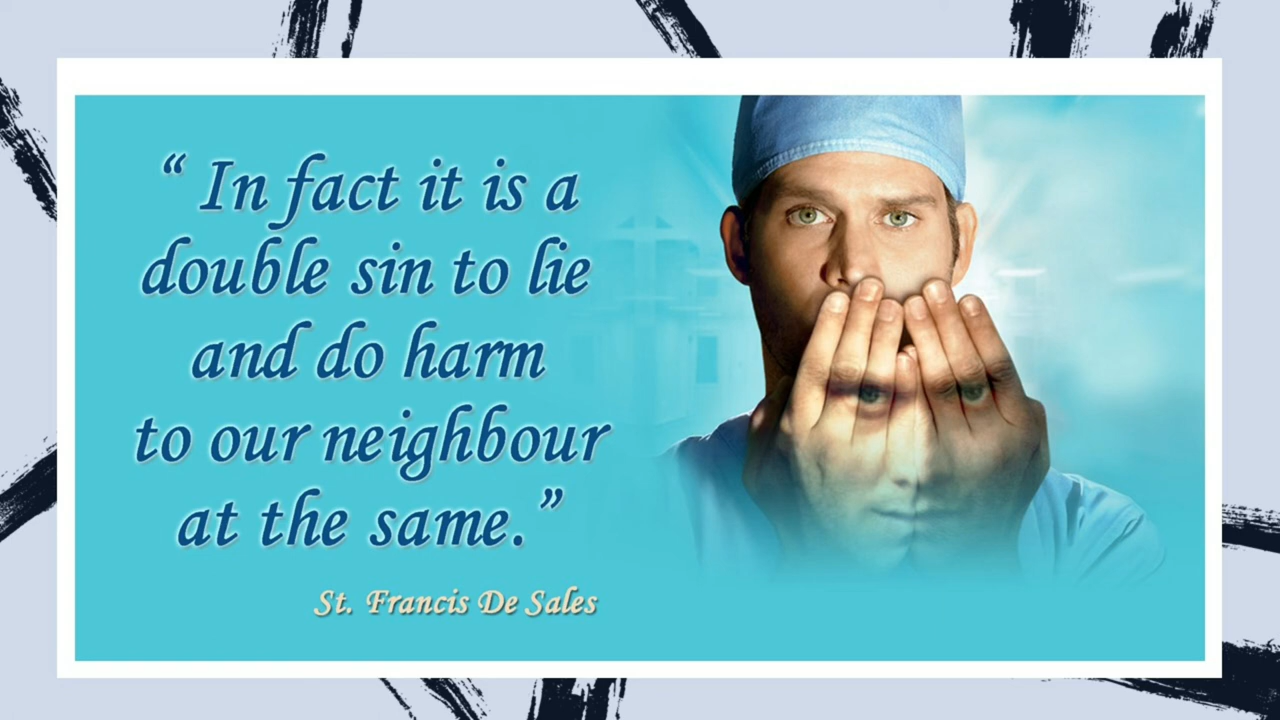 “ In fact it is a
double sin to lie
and do harm
to our neighbour
at the same.”
St. Francis De Sales